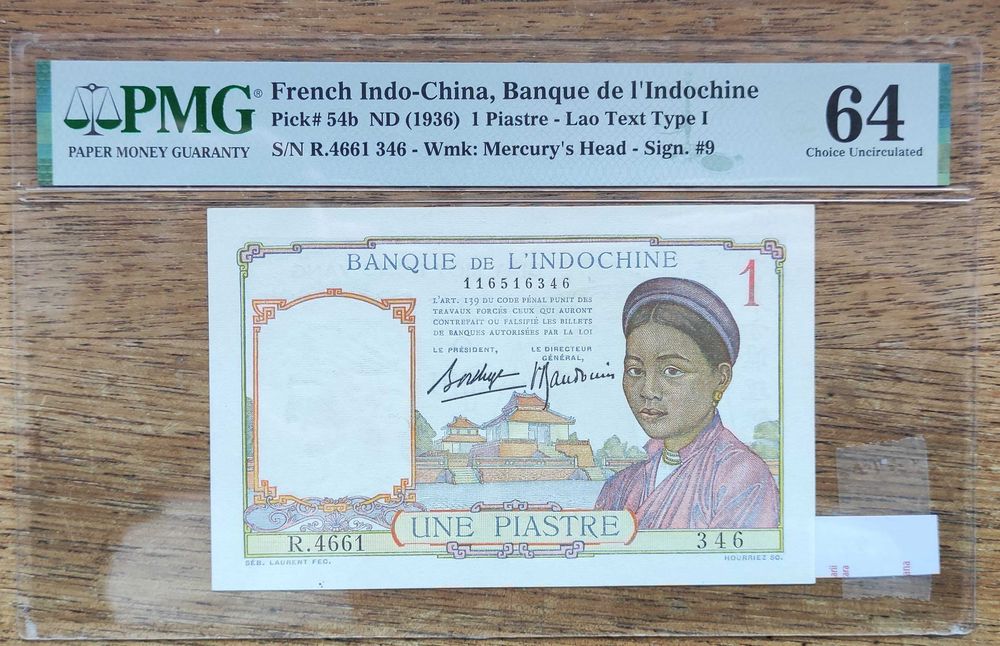 PMG®
PAPER MONEY GUARANTY
French Indo-China, Banque de l'Indochine
Pick# 54b ND (1936) 1 Piastre - Lao Text Type I
S/N R.4661 346 - Wmk: Mercury's Head - Sign. #9
64
Choice Uncirculated
BANQUE DE L'INDOCHINE
1
116516346
L'ART. 139 DU CODE PÉNAL PUNIT DES
TRAVAUX FORCÉS CEUX QUI AURONT
CONTREFAIT OU FALSIFIÉ LES BILLETS
DE BANQUES AUTORISÉES PAR LA LOI
LE PRÉSIDENT,
LE DIRECTEUR
GÉNÉRAL,
UNE PIASTRE
R.4661
346
SÉB. LAURENT FEC.
HOURRIEZ SC.